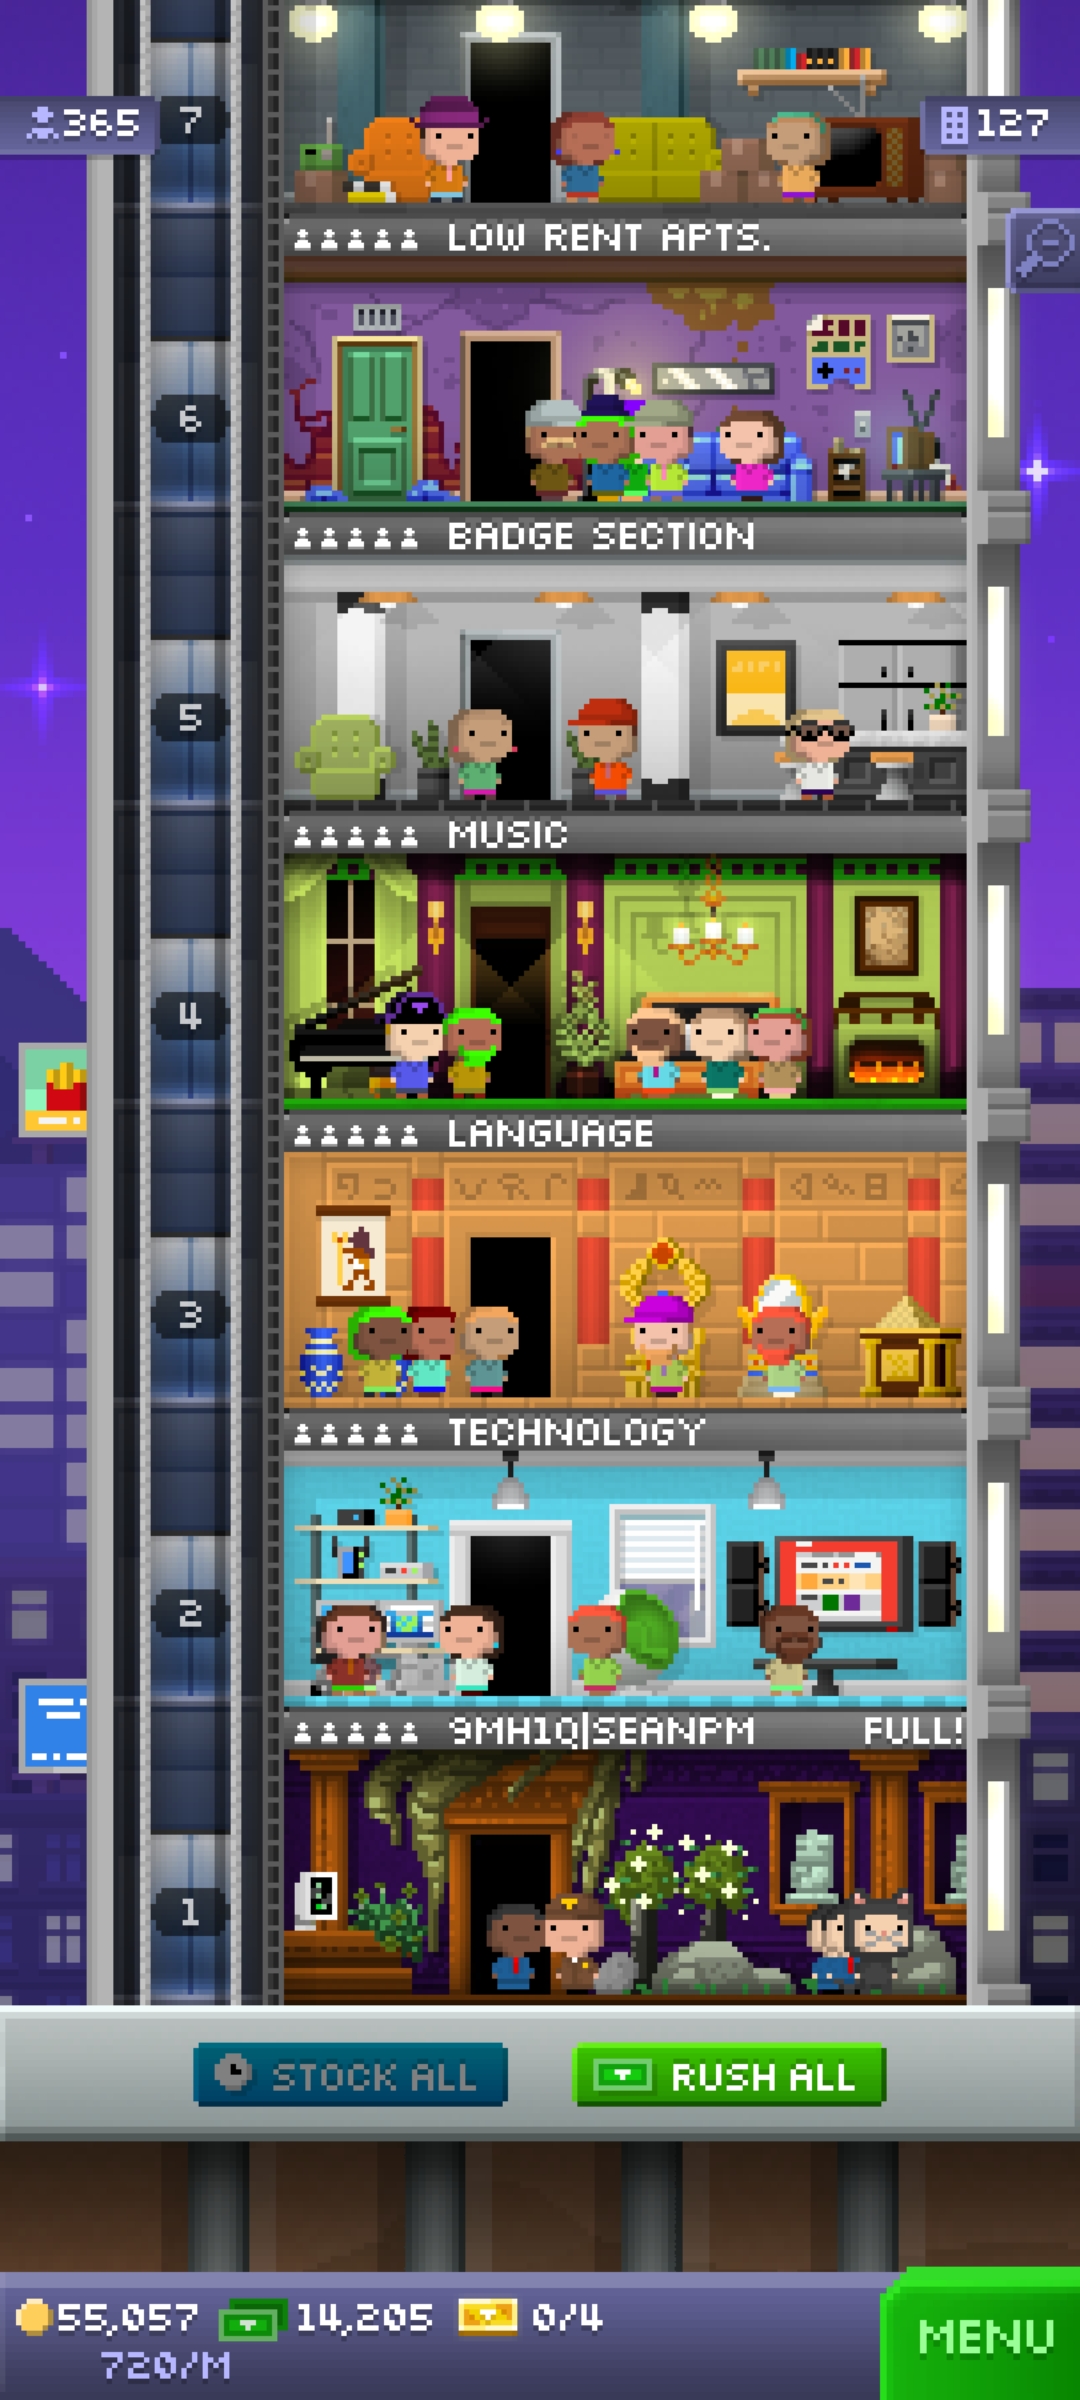 7
365
127
LOW RENT APTS.
6
BADGE SECTION
5
MUSIC
4
LANGUAGE
3
TECHNOLOGY
2
9MH1Q|SEANPM FULL!
1
STOCK ALL
RUSH ALL
55,057 14,205 0/4
720/M
MENU